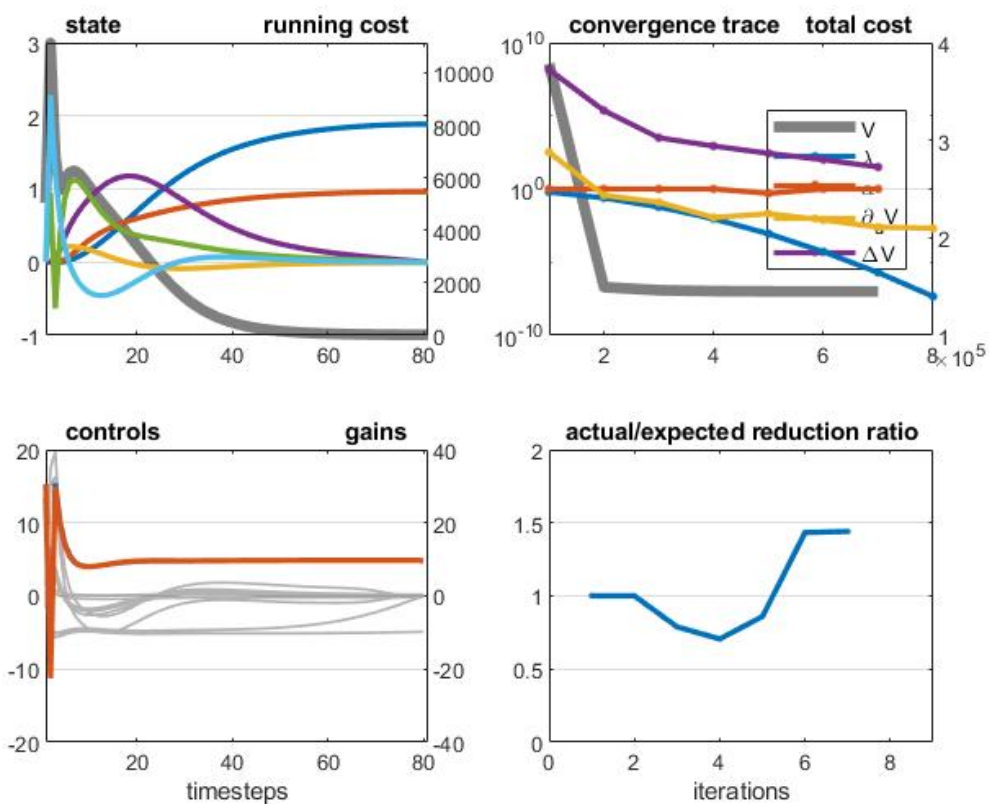 state running cost
3
2
1
0
-1
10000
8000
6000
4000
2000
0
20 40 60 80
convergence trace total cost
10^10
10^0
10^-10
4
3
2
1
2 4 6 8
×10^5
V
λ
α
∂_uV
ΔV
controls gains
20
10
0
-10
-20
40
20
0
-20
-40
20 40 60 80
timesteps
actual/expected reduction ratio
2
1.5
1
0.5
0
0 2 4 6 8
iterations